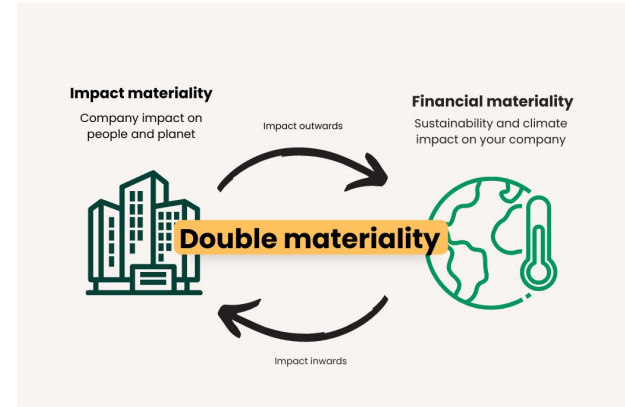 Impact materiality
Company impact on
people and planet
Impact outwards
Financial materiality
Sustainability and climate
impact on your company
Double materiality
Impact inwards